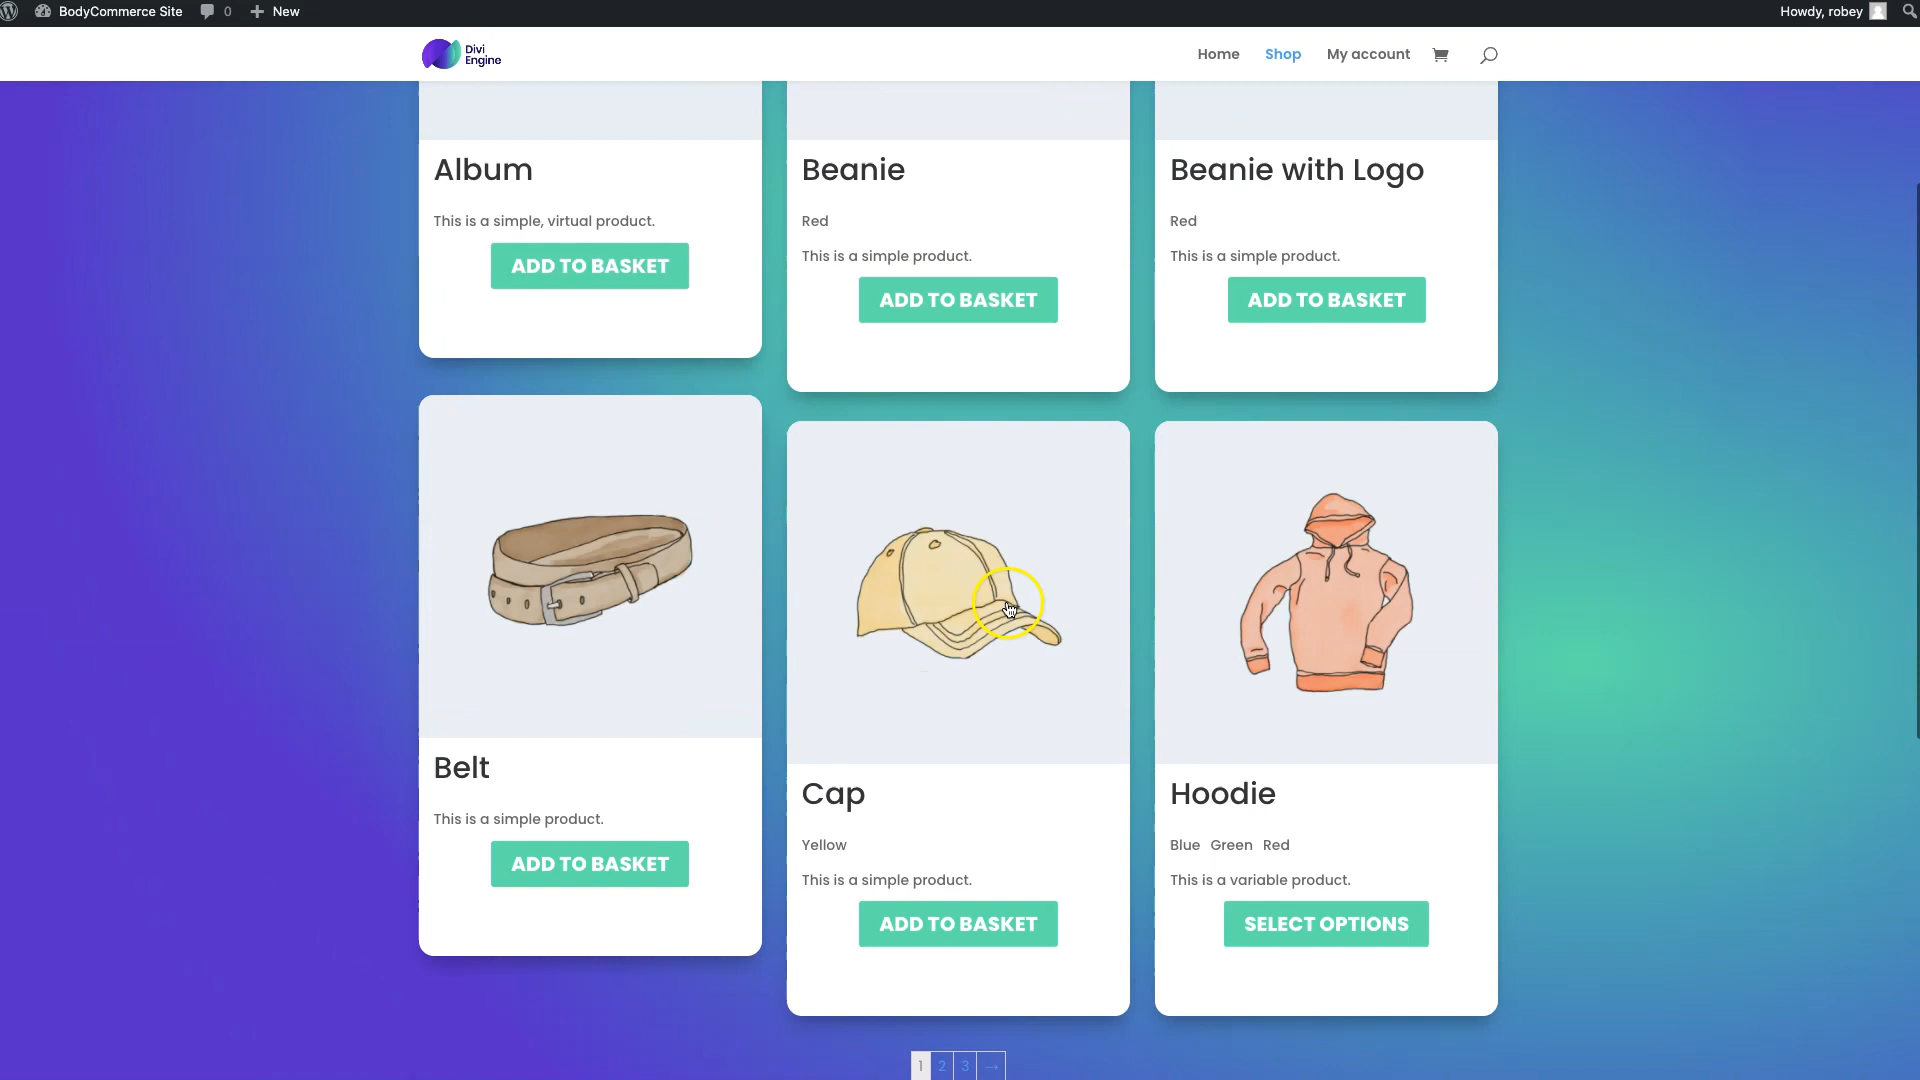 BodyCommerce Site 0 New Howdy, robey
Divi
Engine
Home Shop My account
Album
This is a simple, virtual product.
ADD TO BASKET
Beanie
Red
This is a simple product.
ADD TO BASKET
Beanie with Logo
Red
This is a simple product.
ADD TO BASKET
Belt
This is a simple product.
ADD TO BASKET
Cap
Yellow
This is a simple product.
ADD TO BASKET
Hoodie
Blue Green Red
This is a variable product.
SELECT OPTIONS
1 2 3 →